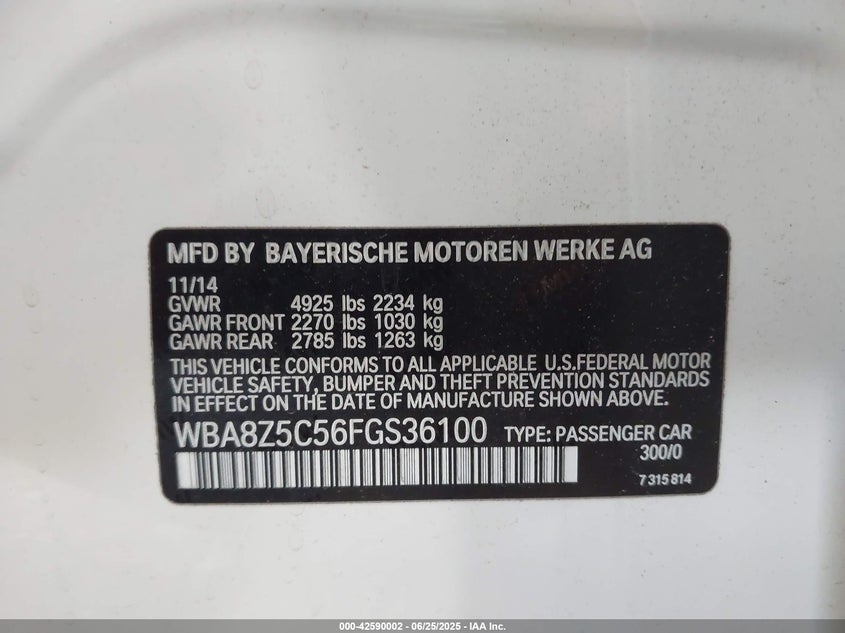 MFD BY BAYERISCHE MOTOREN WERKE AG
11/14
GVWR 4925 lbs 2234 kg
GAWR FRONT 2270 lbs 1030 kg
GAWR REAR 2785 lbs 1263 kg
THIS VEHICLE CONFORMS TO ALL APPLICABLE U.S.FEDERAL MOTOR
VEHICLE SAFETY, BUMPER AND THEFT PREVENTION STANDARDS
IN EFFECT ON THE DATE OF MANUFACTURE SHOWN ABOVE.
WBA8Z5C56FGS36100 TYPE: PASSENGER CAR
300/0
7 315 814
000-42590002 - 06/25/2025 - IAA Inc.